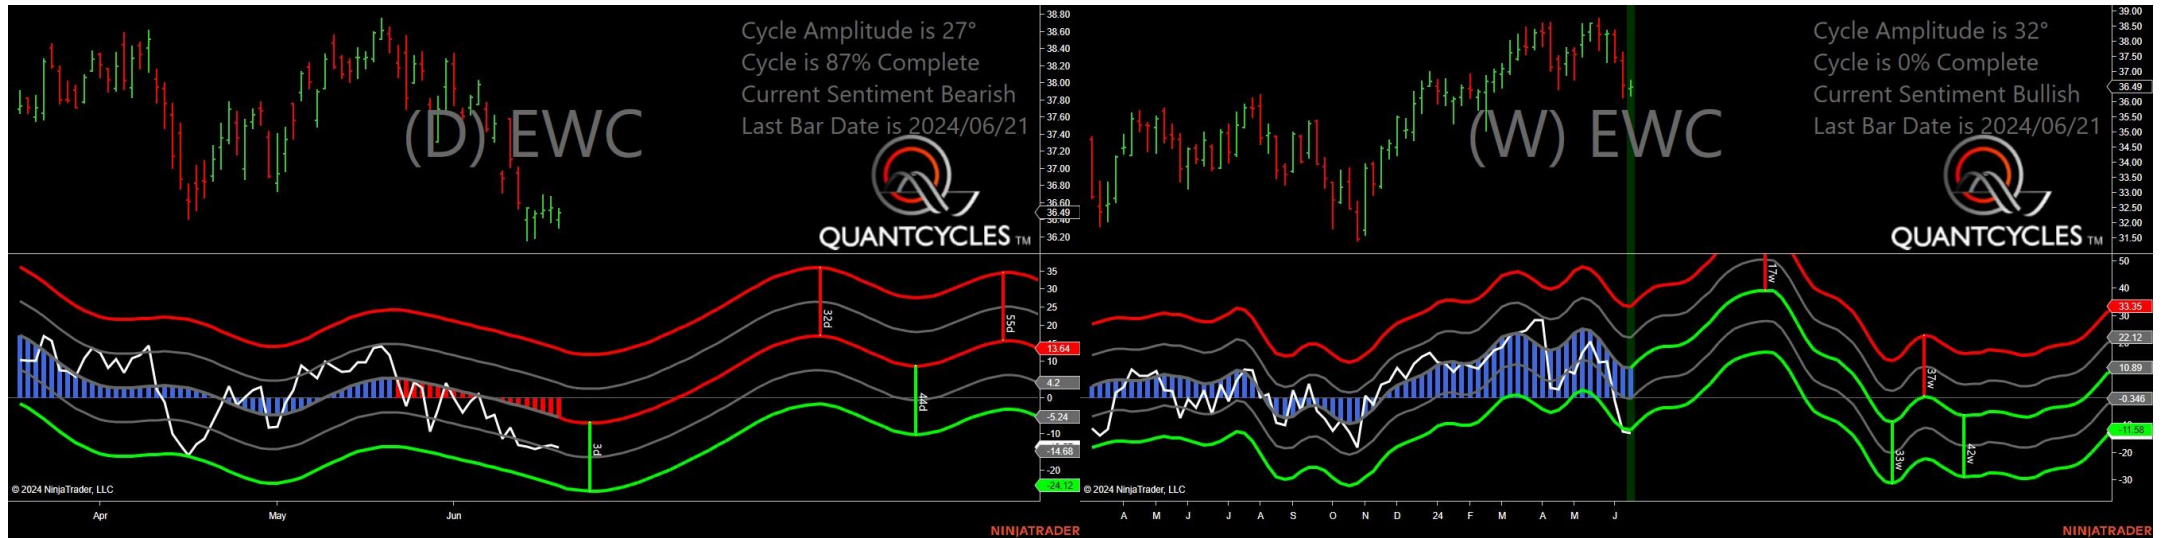 Cycle Amplitude is 27°
Cycle is 87% Complete
Current Sentiment Bearish
Last Bar Date is 2024/06/21
(D) EWC
QUANTCYCLES TM
38.80
38.60
38.40
38.20
38.00
37.80
37.60
37.40
37.20
37.00
36.80
36.60
36.49
36.40
36.20
35
30
25
20
13.64
10
4.2
0
-5.24
-10
-14.68
-20
-24.12
3d
32d
44d
55d
© 2024 NinjaTrader, LLC
Apr
May
Jun
NINJATRADER
Cycle Amplitude is 32°
Cycle is 0% Complete
Current Sentiment Bullish
Last Bar Date is 2024/06/21
(W) EWC
QUANTCYCLES TM
39.00
38.50
38.00
37.50
37.00
36.49
36.00
35.50
35.00
34.50
34.00
33.50
33.00
32.50
32.00
31.50
50
40
33.35
30
22.12
10.89
-0.346
-11.58
-20
-30
17w
33w
37w
42w
© 2024 NinjaTrader, LLC
A M J J A S O N D 24 F M A M J
NINJATRADER